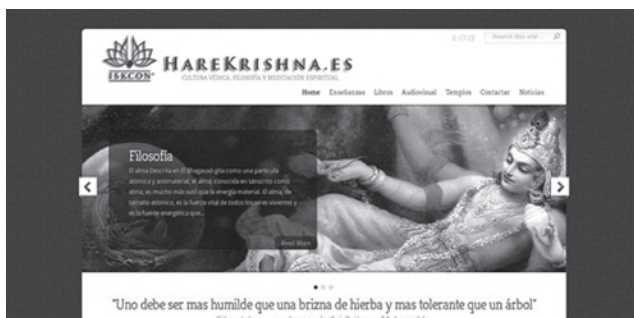 Search this site...
ISKCON
HAREKRISHNA.ES
CULTURA VÉDICA, FILOSOFÍA Y MEDITACIÓN ESPIRITUAL
Home Enseñanzas Libros Audiovisual Templos Contactar Noticias
Filosofía
El alma Descrita en El Bhagavad-gita como una partícula
atómica y antimaterial, el alma, conocida en sánscrito como
atma, es mucho más sutil que la energía material. El alma, de
tamaño atómico, es la fuerza vital de todos los seres vivientes y
es la fuente energética que...
Read More
"Uno debe ser mas humilde que una brizna de hierba y mas tolerante que un árbol"